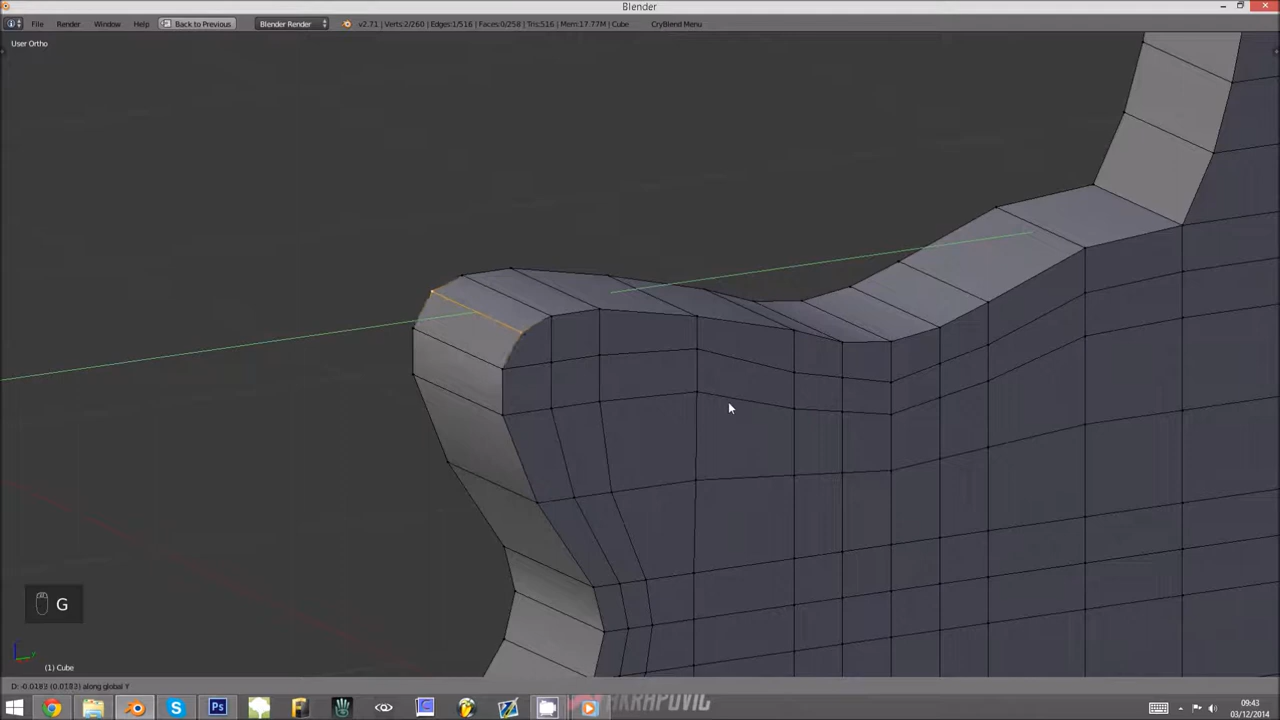 Blender
File Render Window Help Back to Previous Blender Render v2.71 | Verts:2/260 | Edges:1/516 | Faces:0/258 | Tris:516 | Mem:17.77M | Cube CryBlend Menu
User Ortho
G
(1) Cube
D: -0.0183 (0.0183) along global Y
AKRAPOVIC
Ps
09:43
03/12/2014